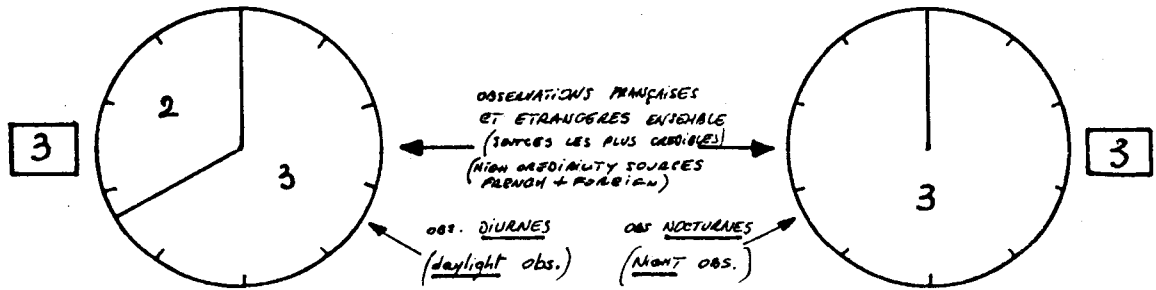 2
3
3
OBSERVATIONS FRANÇAISES
ET ETRANGERES ENSEMBLE
(SOURCES LES PLUS CREDIBLES)
(HIGH CREDIBILITY SOURCES
FRENCH + FOREIGN)
OBS. DIURNES
(daylight OBS.)
OBS NOCTURNES
(NIGHT OBS.)
3
3